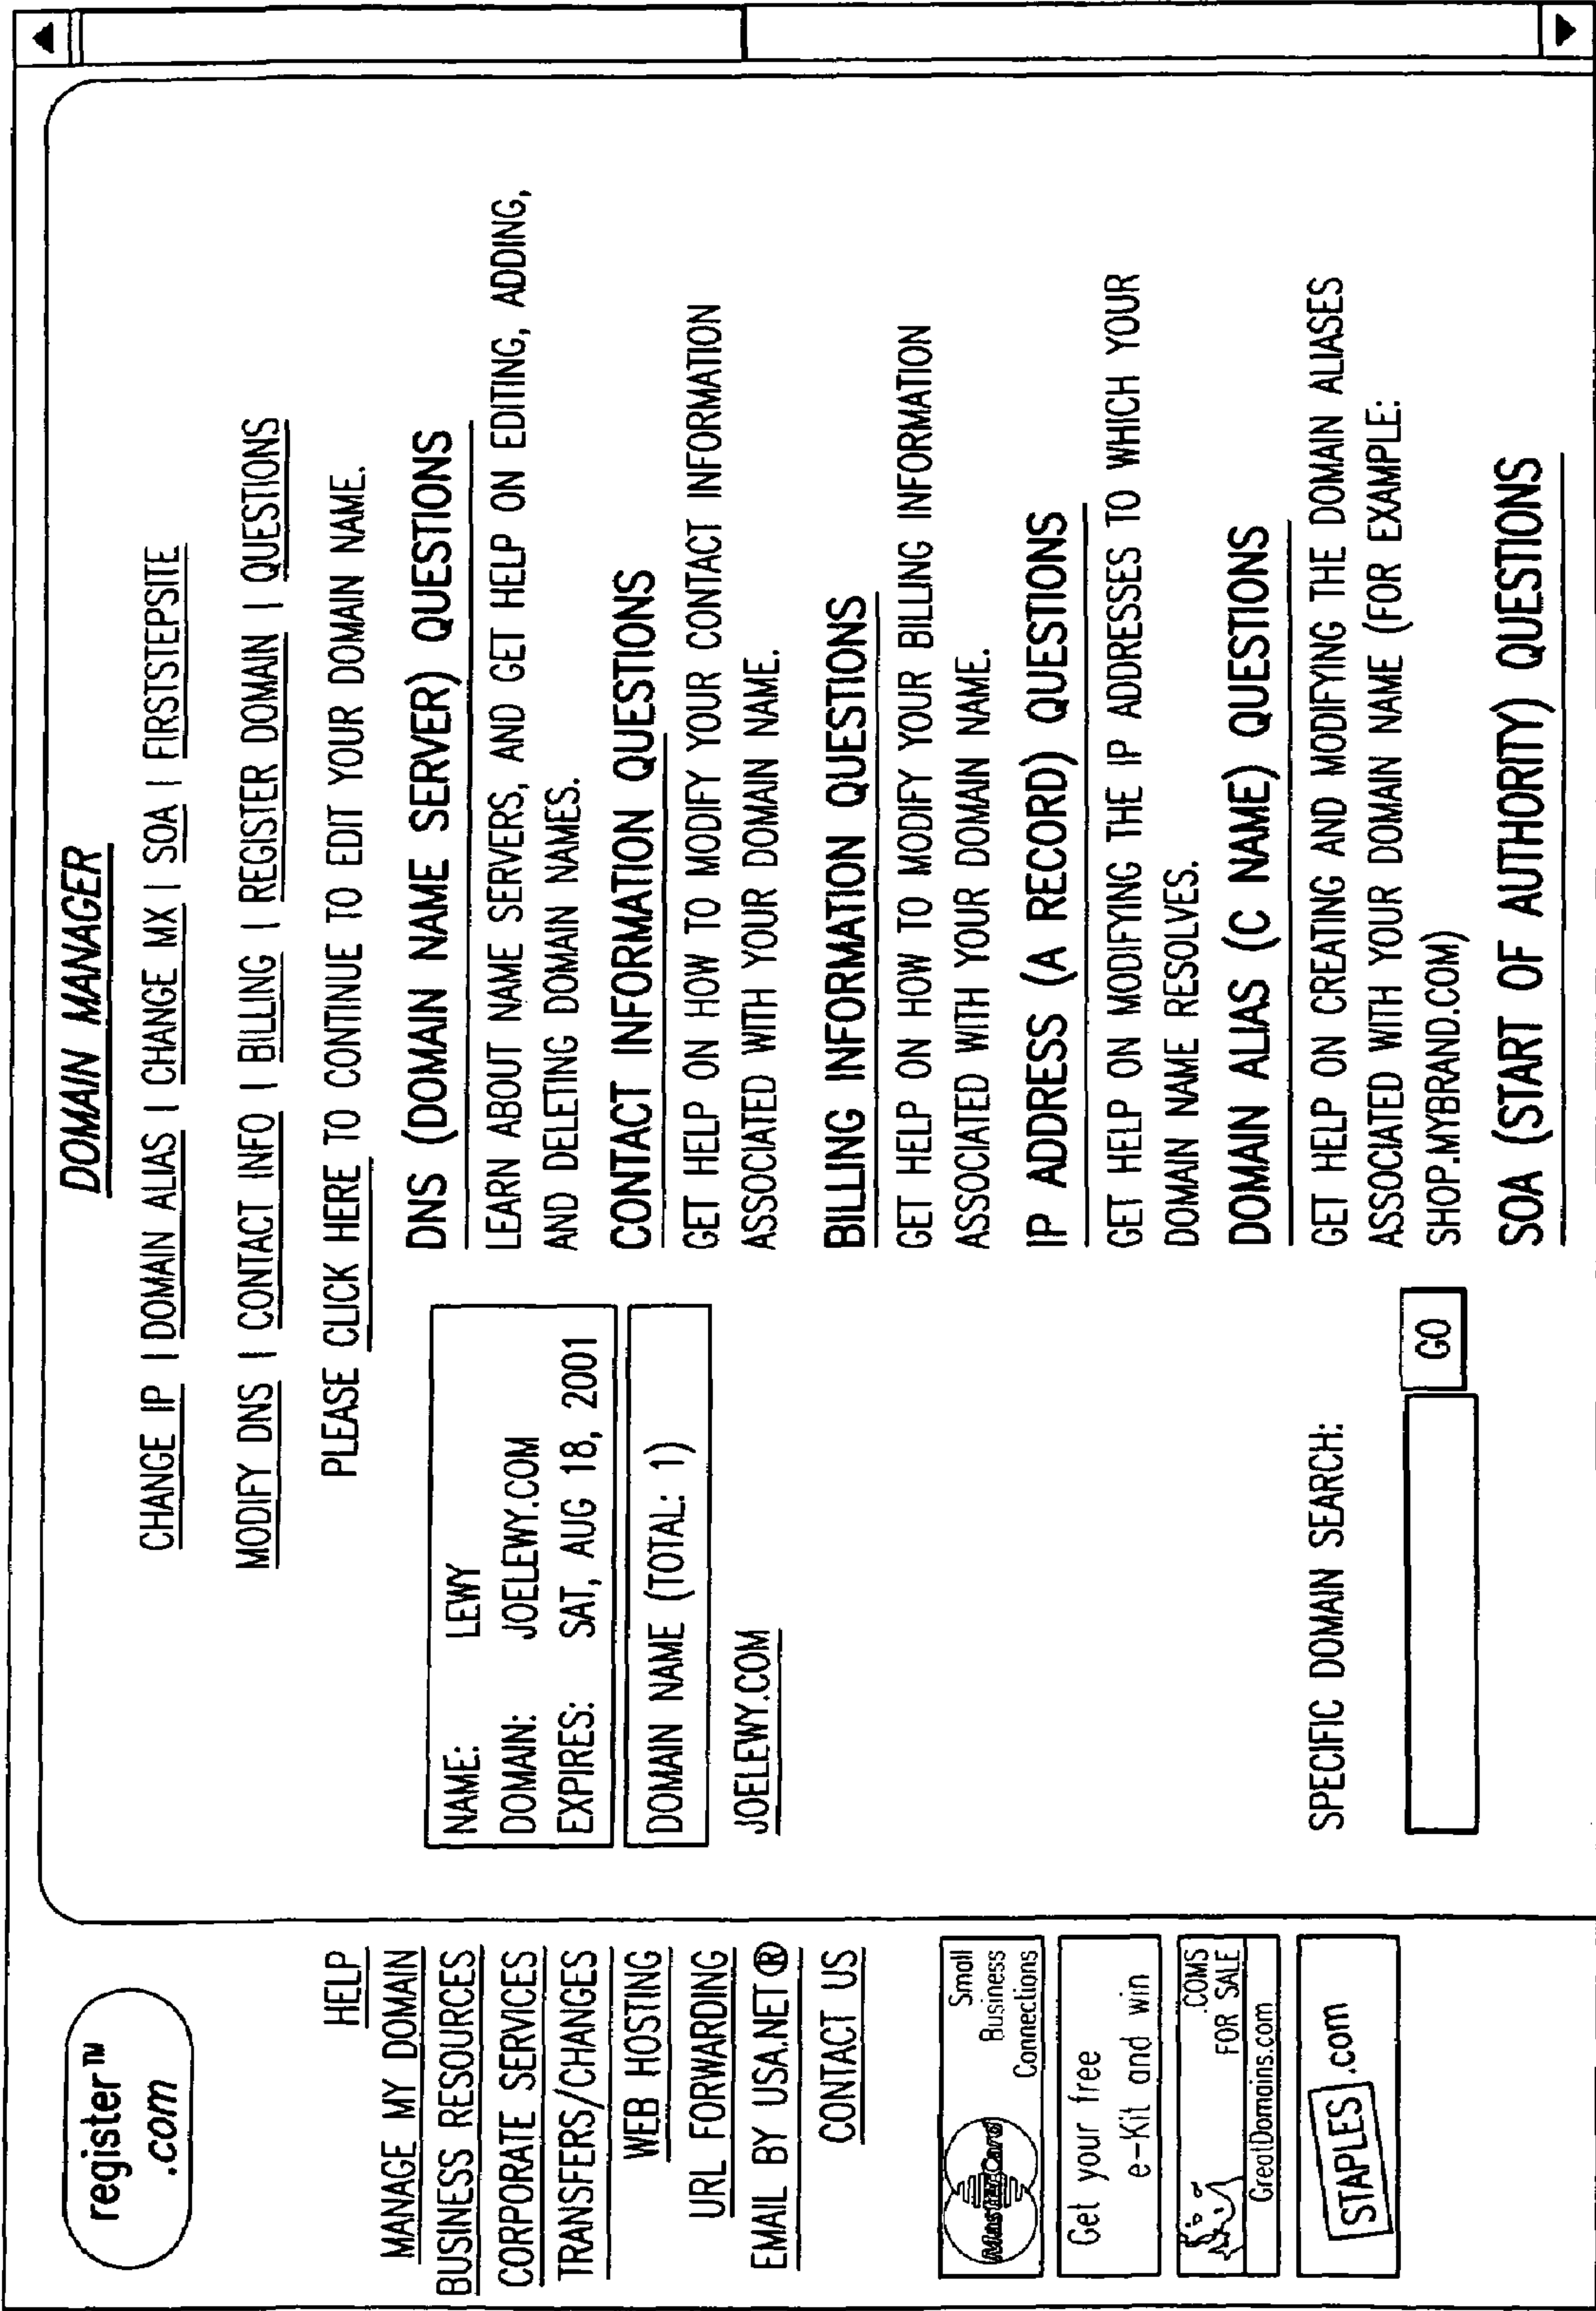 register™
.com
HELP
MANAGE MY DOMAIN
BUSINESS RESOURCES
CORPORATE SERVICES
TRANSFERS/CHANGES
WEB HOSTING
URL FORWARDING
EMAIL BY USA.NET®
CONTACT US
MasterCard
Small
Business
Connections
Get your free
e-Kit and win
.COMS
FOR SALE
GreatDomains.com
STAPLES.com
DOMAIN MANAGER
CHANGE IP | DOMAIN ALIAS | CHANGE MX | SOA | FIRSTSTEPSITE
MODIFY DNS | CONTACT INFO | BILLING | REGISTER DOMAIN | QUESTIONS
PLEASE CLICK HERE TO CONTINUE TO EDIT YOUR DOMAIN NAME.
NAME: LEWY
DOMAIN: JOELEWY.COM
EXPIRES: SAT, AUG 18, 2001
DOMAIN NAME (TOTAL: 1)
JOELEWY.COM
SPECIFIC DOMAIN SEARCH:
GO
DNS (DOMAIN NAME SERVER) QUESTIONS
LEARN ABOUT NAME SERVERS, AND GET HELP ON EDITING, ADDING,
AND DELETING DOMAIN NAMES.
CONTACT INFORMATION QUESTIONS
GET HELP ON HOW TO MODIFY YOUR CONTACT INFORMATION
ASSOCIATED WITH YOUR DOMAIN NAME.
BILLING INFORMATION QUESTIONS
GET HELP ON HOW TO MODIFY YOUR BILLING INFORMATION
ASSOCIATED WITH YOUR DOMAIN NAME.
IP ADDRESS (A RECORD) QUESTIONS
GET HELP ON MODIFYING THE IP ADDRESSES TO WHICH YOUR
DOMAIN NAME RESOLVES.
DOMAIN ALIAS (C NAME) QUESTIONS
GET HELP ON CREATING AND MODIFYING THE DOMAIN ALIASES
ASSOCIATED WITH YOUR DOMAIN NAME (FOR EXAMPLE:
SHOP.MYBRAND.COM)
SOA (START OF AUTHORITY) QUESTIONS